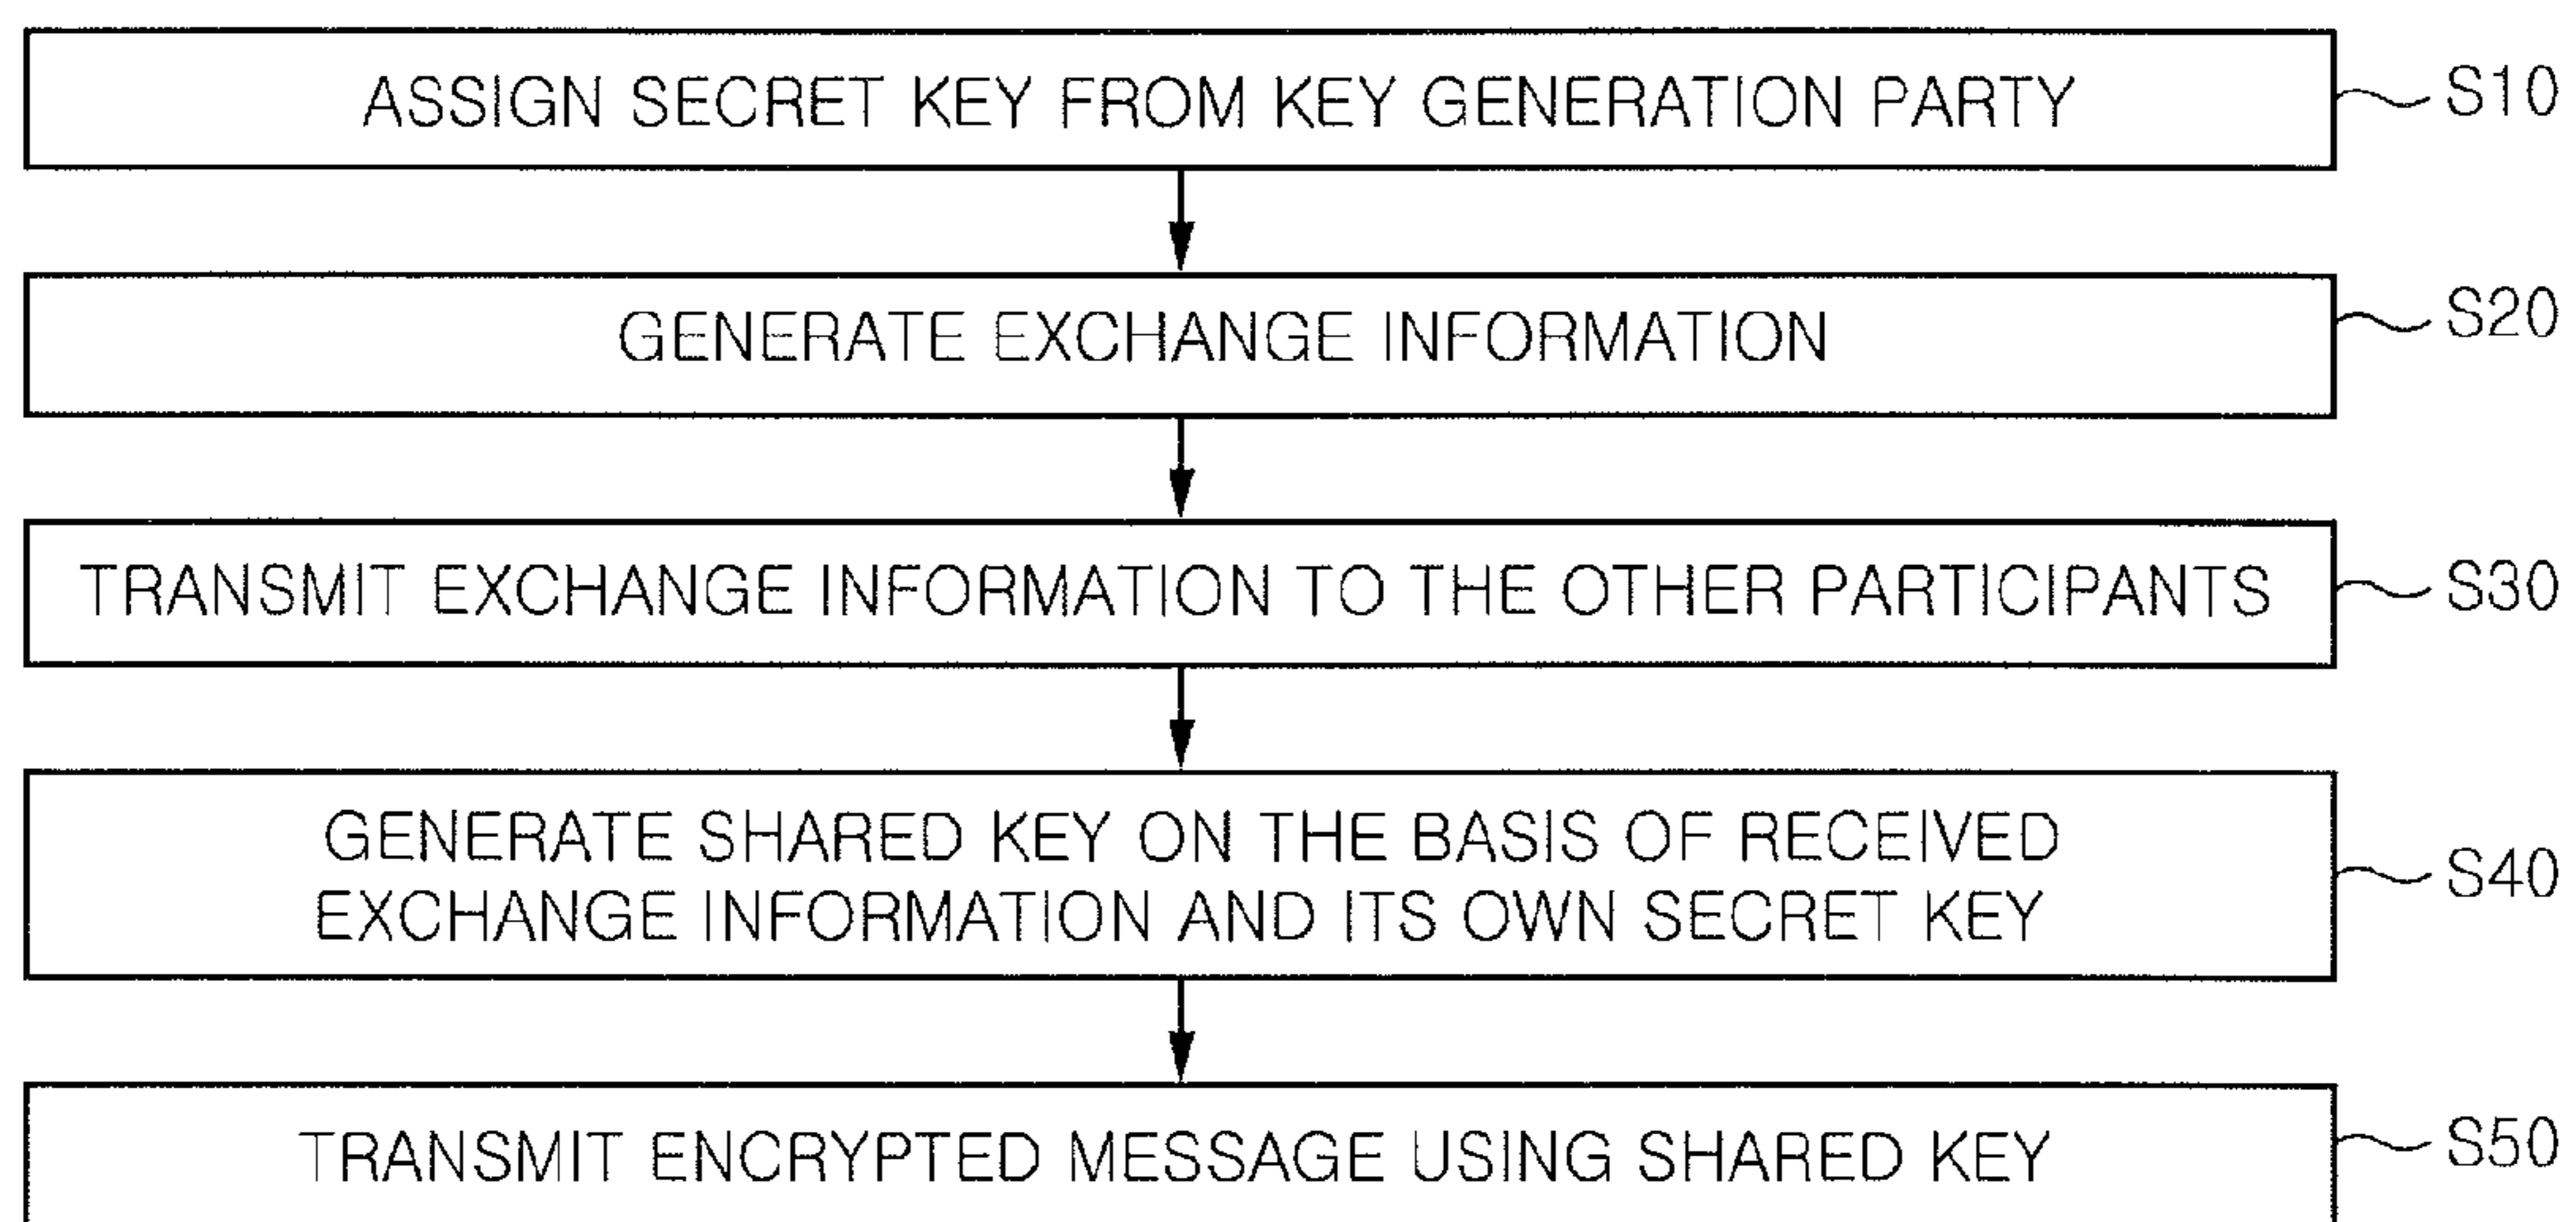 ASSIGN SECRET KEY FROM KEY GENERATION PARTY
S10
GENERATE EXCHANGE INFORMATION
S20
TRANSMIT EXCHANGE INFORMATION TO THE OTHER PARTICIPANTS
S30
GENERATE SHARED KEY ON THE BASIS OF RECEIVED
EXCHANGE INFORMATION AND ITS OWN SECRET KEY
S40
TRANSMIT ENCRYPTED MESSAGE USING SHARED KEY
S50